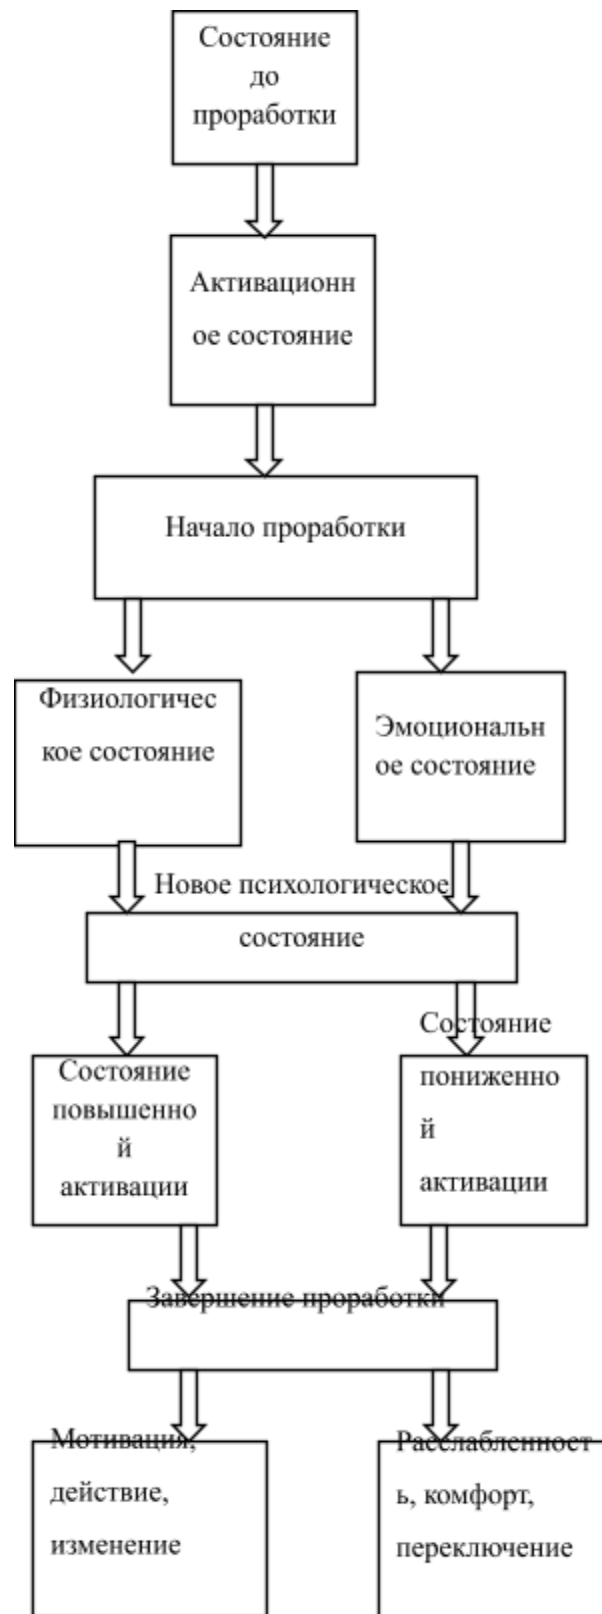 Состояние
до
проработки
Активационн
ое состояние
Начало проработки
Физиологичес
кое состояние
Эмоциональн
ое состояние
Новое психологическое
состояние
Состояние
повышенно
й
активации
Состояние
пониженно
й
активации
Завершение проработки
Мотивация,
действие,
изменение
Расслабленност
ь, комфорт,
переключение